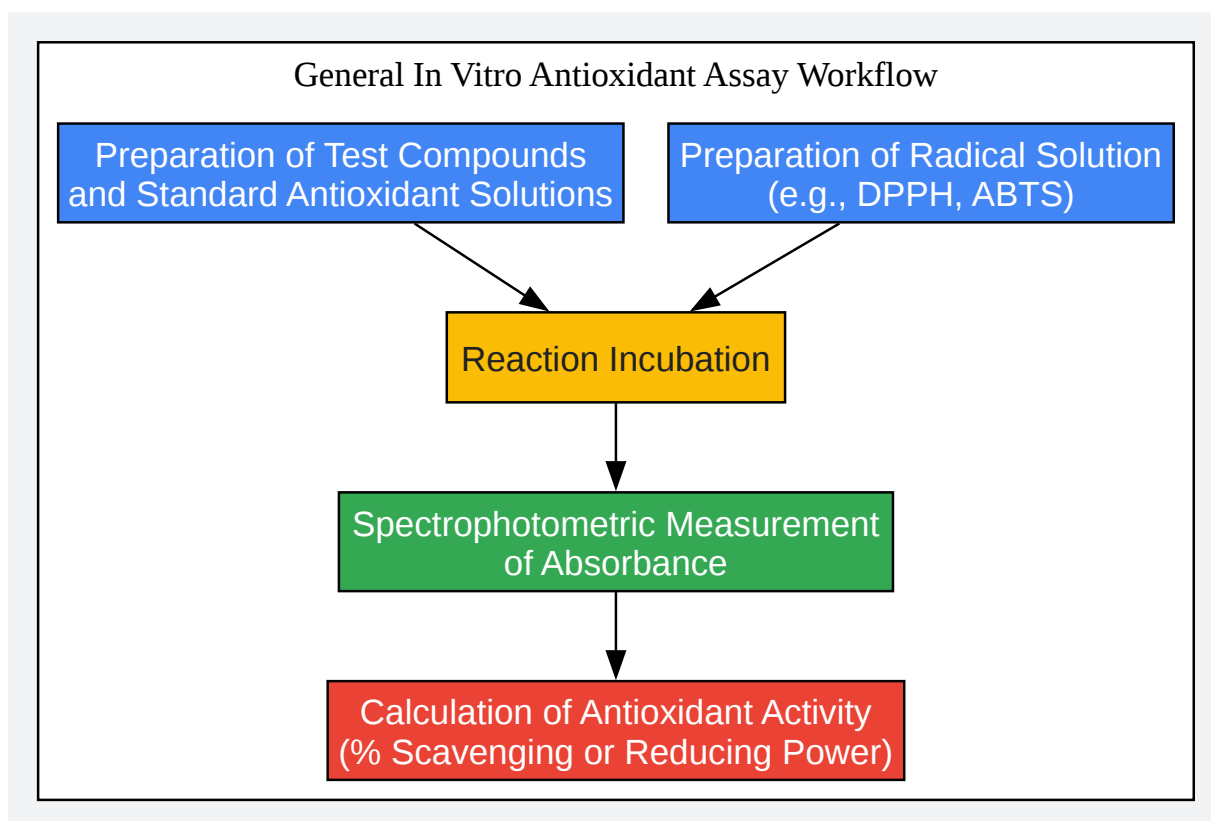 General In Vitro Antioxidant Assay Workflow
Preparation of Test Compounds
and Standard Antioxidant Solutions
Preparation of Radical Solution
(e.g., DPPH, ABTS)
Reaction Incubation
Spectrophotometric Measurement
of Absorbance
Calculation of Antioxidant Activity
(% Scavenging or Reducing Power)